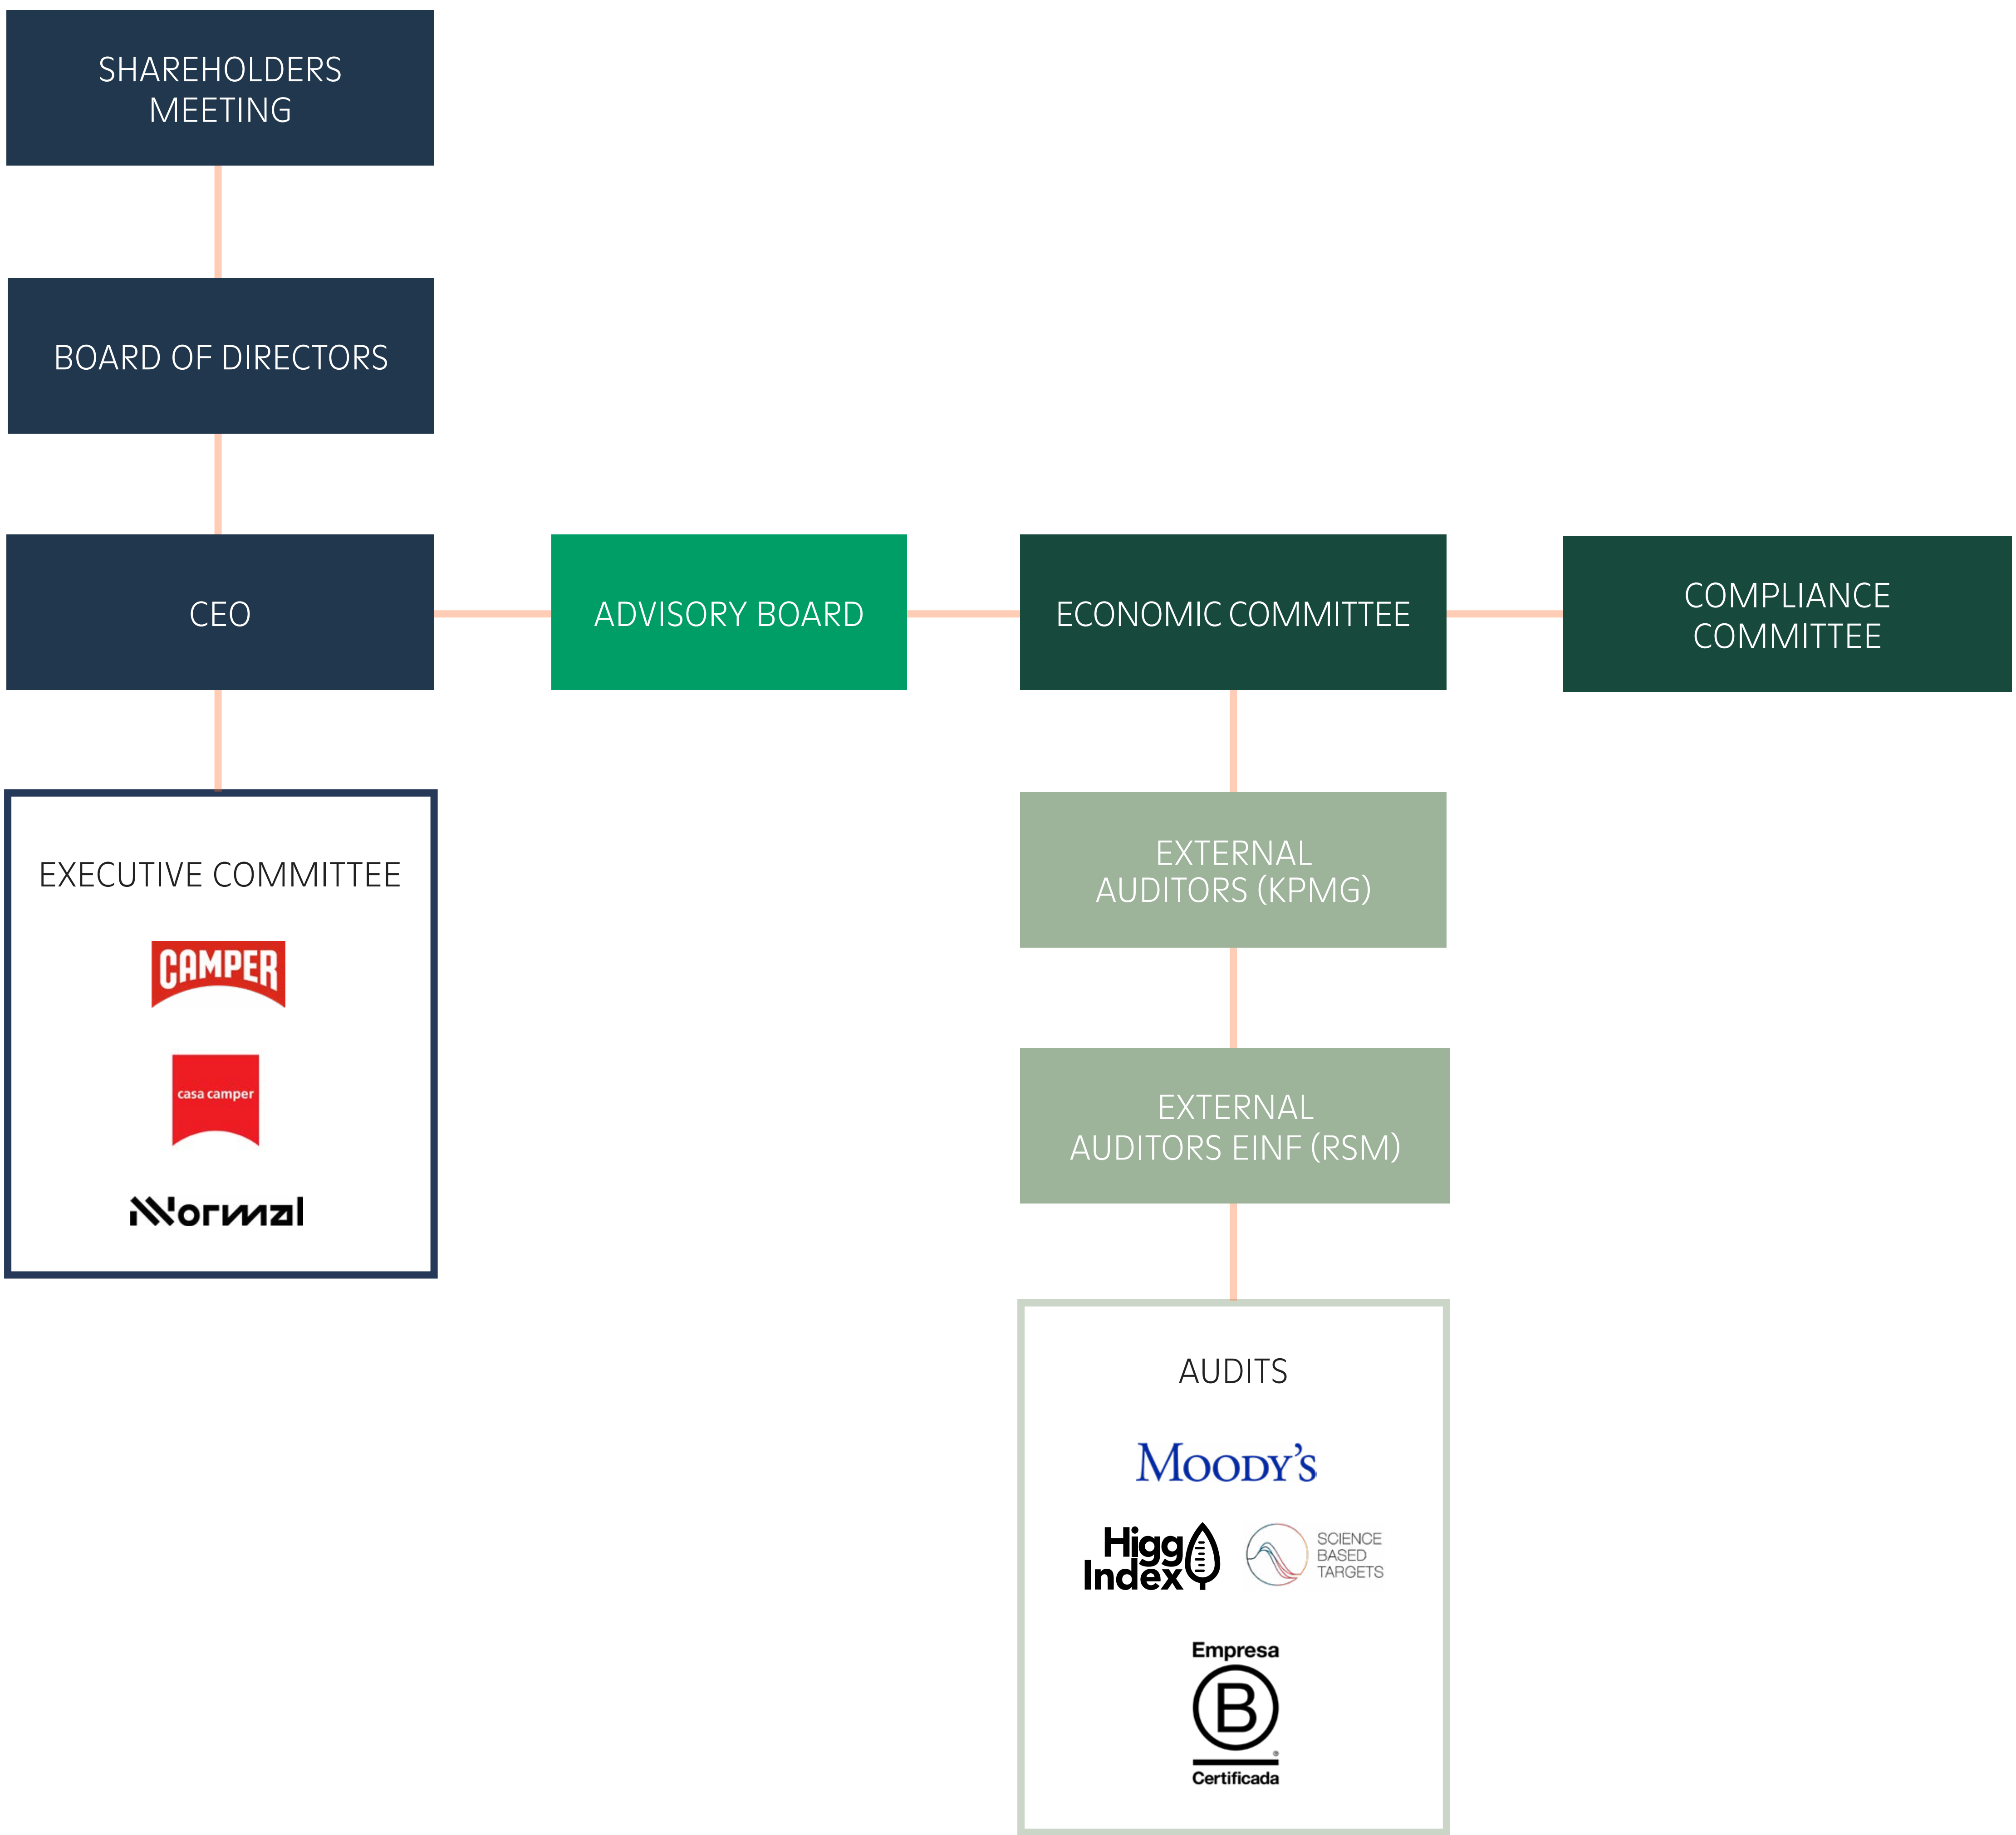 SHAREHOLDERS
MEETING
BOARD OF DIRECTORS
CEO
ADVISORY BOARD
ECONOMIC COMMITTEE
COMPLIANCE
COMMITTEE
EXECUTIVE COMMITTEE
CAMPER
casa camper
NNormal
EXTERNAL
AUDITORS (KPMG)
EXTERNAL
AUDITORS EINF (RSM)
AUDITS
MOODY'S
Higg
Index
SCIENCE
BASED
TARGETS
Empresa
B
®
Certificada